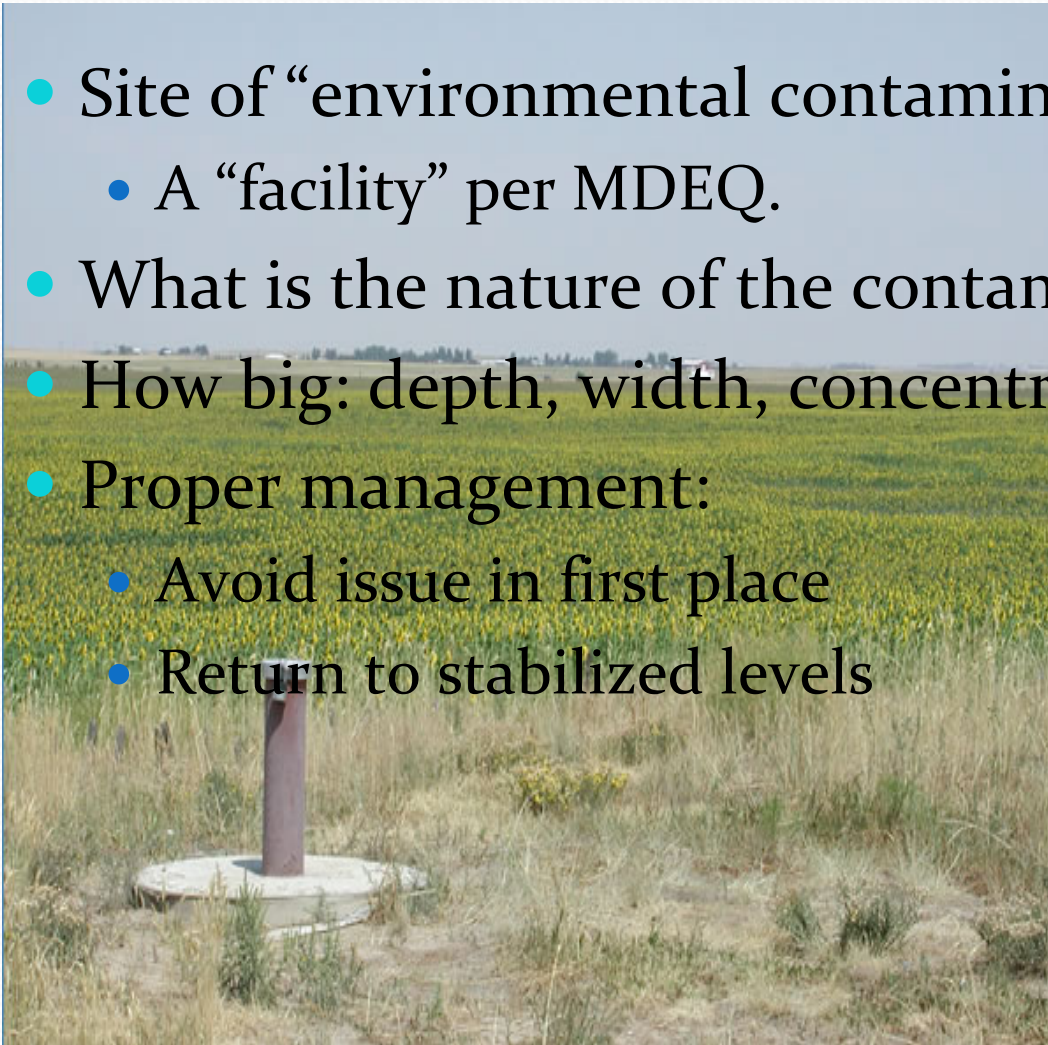 • Site of “environmental contamin
• A “facility” per MDEQ.
• What is the nature of the contam
• How big: depth, width, concentr
• Proper management:
• Avoid issue in first place
• Return to stabilized levels